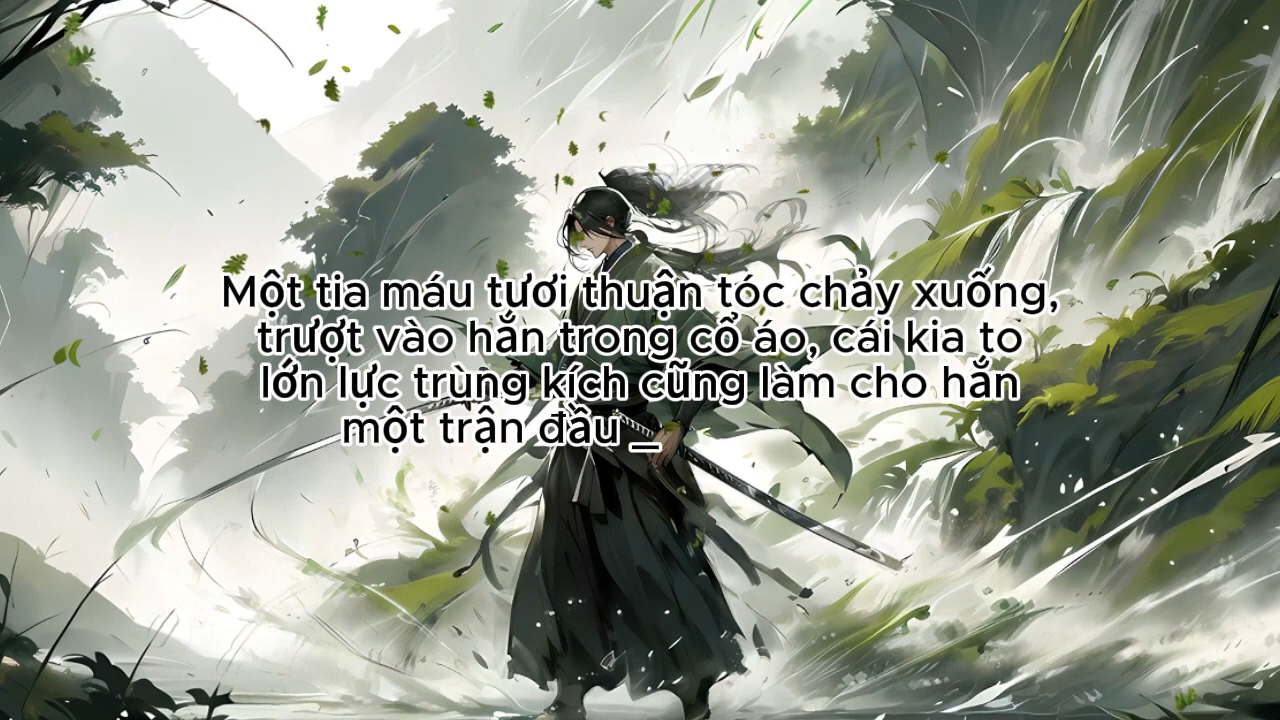 Một tia máu tươi thuận tóc chảy xuống,
trượt vào hắn trong cổ áo, cái kia to
lớn lực trùng kích cũng làm cho hắn
một trận đầu _